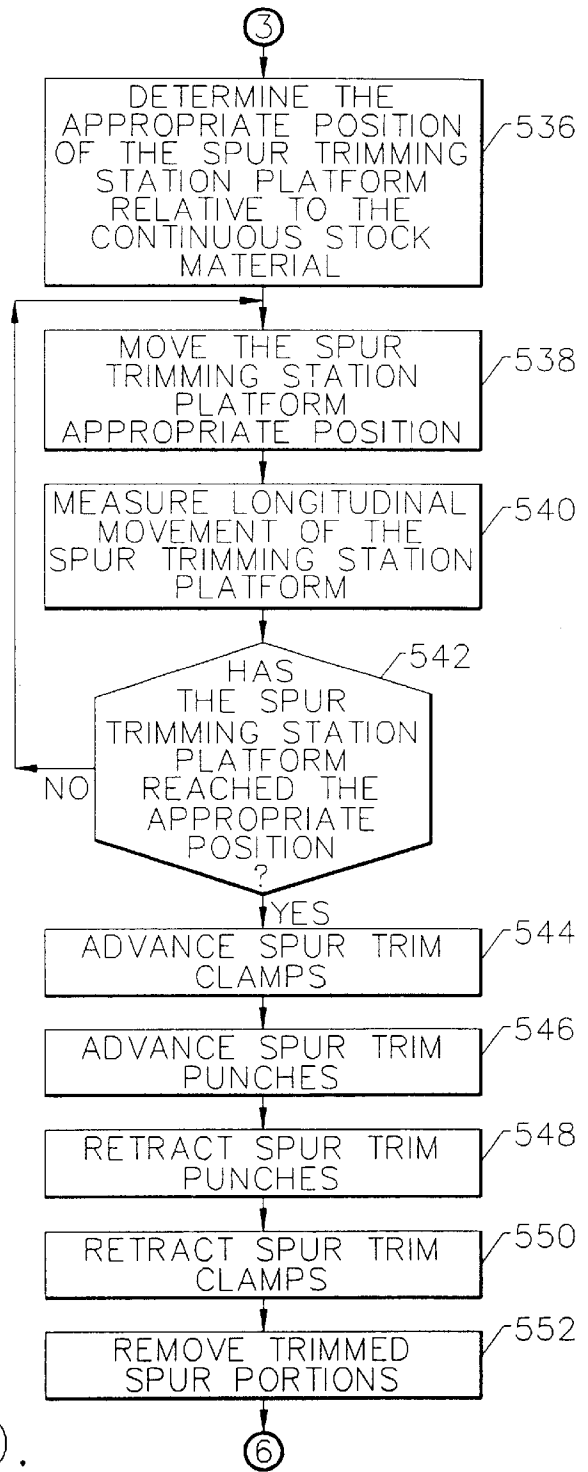 3
DETERMINE THE
APPROPRIATE POSITION
OF THE SPUR TRIMMING
STATION PLATFORM
RELATIVE TO THE
CONTINUOUS STOCK
MATERIAL
536
MOVE THE SPUR
TRIMMING STATION
PLATFORM
APPROPRIATE POSITION
538
MEASURE LONGITUDINAL
MOVEMENT OF THE
SPUR TRIMMING STATION
PLATFORM
540
542
HAS
THE SPUR
TRIMMING STATION
PLATFORM
REACHED THE
APPROPRIATE
POSITION
?
NO
YES
ADVANCE SPUR TRIM
CLAMPS
544
ADVANCE SPUR TRIM
PUNCHES
546
RETRACT SPUR TRIM
PUNCHES
548
RETRACT SPUR TRIM
CLAMPS
550
REMOVE TRIMMED
SPUR PORTIONS
552
6
).